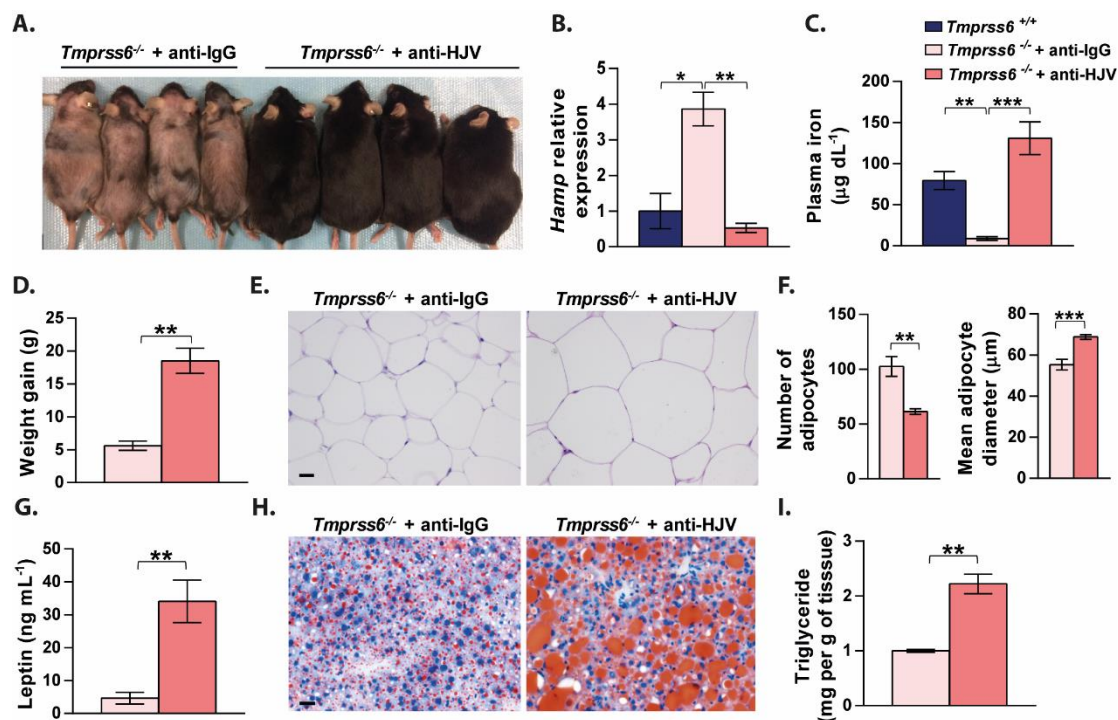 A.
Tmprss6-/- + anti-IgG
Tmprss6-/- + anti-HJV
B.
Hamp relative
expression
5
4
3
2
1
0
*
**
C.
Tmprss6 +/+
Tmprss6 -/- + anti-IgG
Tmprss6 -/- + anti-HJV
Plasma iron
(μg dL-1)
200
150
100
50
0
**
***
D.
Weight gain (g)
25
20
15
10
5
0
**
E.
Tmprss6-/- + anti-IgG
Tmprss6-/- + anti-HJV
F.
Number of
adipocytes
150
100
50
0
**
Mean adipocyte
diameter (μm)
80
60
40
20
0
***
G.
Leptin (ng mL-1)
50
40
30
20
10
0
**
H.
Tmprss6-/- + anti-IgG
Tmprss6-/- + anti-HJV
I.
Triglyceride
(mg per g of tisssue)
3
2
1
0
**